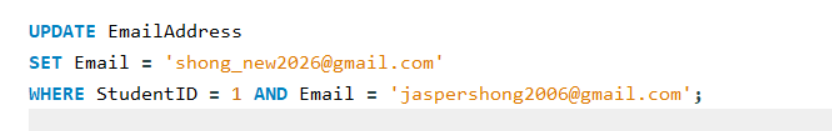 UPDATE EmailAddress
SET Email = 'shong_new2026@gmail.com'
WHERE StudentID = 1 AND Email = 'jaspershong2006@gmail.com';